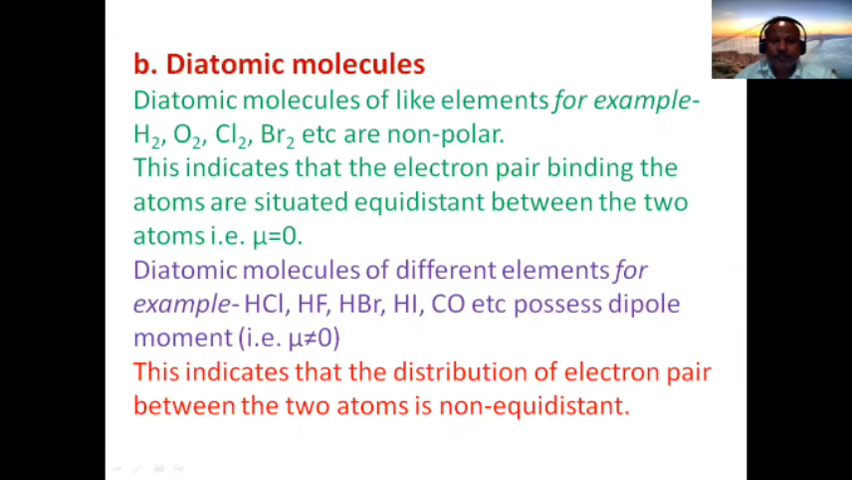 b. Diatomic molecules
Diatomic molecules of like elements for example-
H₂, O₂, Cl₂, Br₂ etc are non-polar.
This indicates that the electron pair binding the
atoms are situated equidistant between the two
atoms i.e. μ=0.
Diatomic molecules of different elements for
example- HCl, HF, HBr, HI, CO etc possess dipole
moment (i.e. μ≠0)
This indicates that the distribution of electron pair
between the two atoms is non-equidistant.